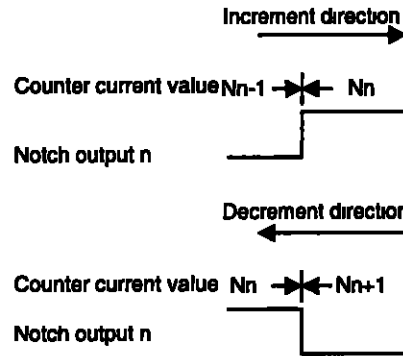 Increment direction
Counter current value Nn-1 Nn
Notch output n
Decrement direction
Counter current value Nn Nn+1
Notch output n